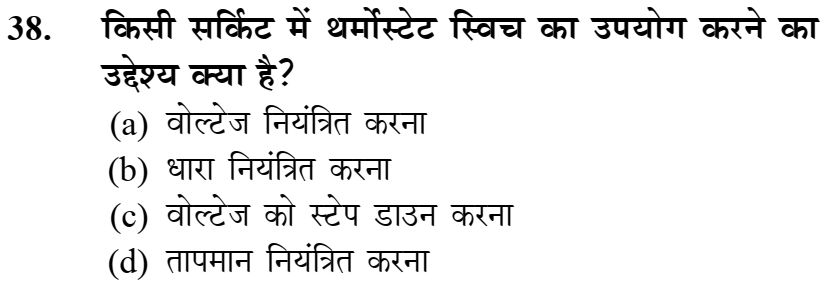 38. किसी सर्किट में थर्मोस्टेट स्विच का उपयोग करने का
उद्देश्य क्या है?
(a) वोल्टेज नियंत्रित करना
(b) धारा नियंत्रित करना
(c) वोल्टेज को स्टेप डाउन करना
(d) तापमान नियंत्रित करना